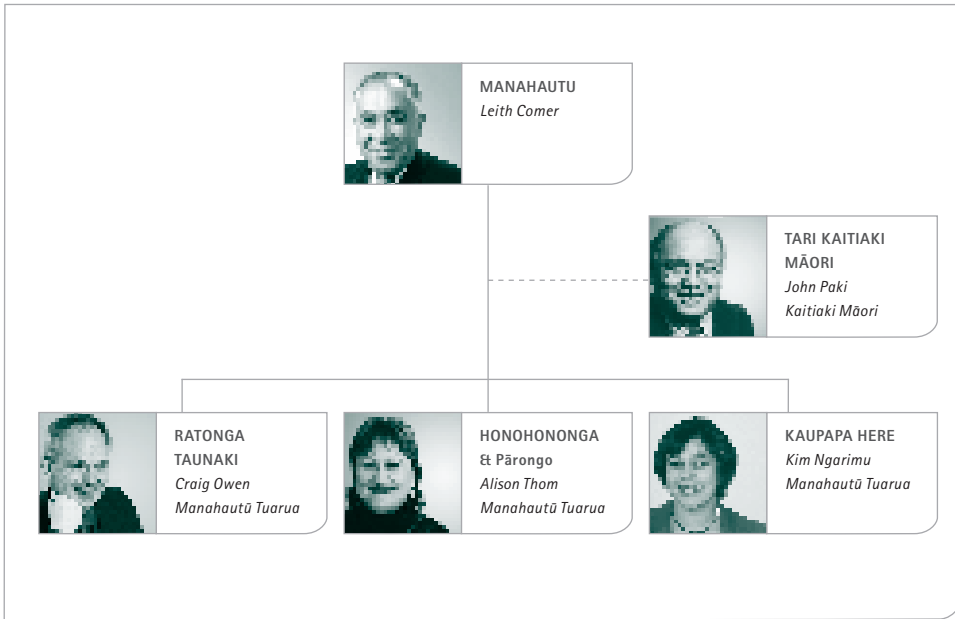 MANAHAUTU
Leith Comer
TARI KAITIAKI
MĀORI
John Paki
Kaitiaki Māori
RATONGA
TAUNAKI
Craig Owen
Manahautū Tuarua
HONOHONONGA
& Pārongo
Alison Thom
Manahautū Tuarua
KAUPAPA HERE
Kim Ngarimu
Manahautū Tuarua